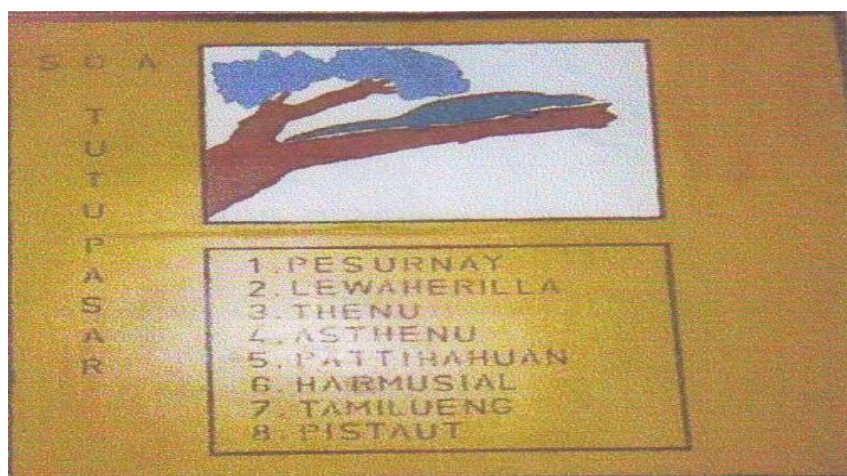 SOA
TUTUPASAR
1. PESURNAY
2. LEWAHERILLA
3. THENU
4. ASTHENU
5. PATTIHAHUAN
6. HARMUSIAL
7. TAMILUENG
8. PISTAUT